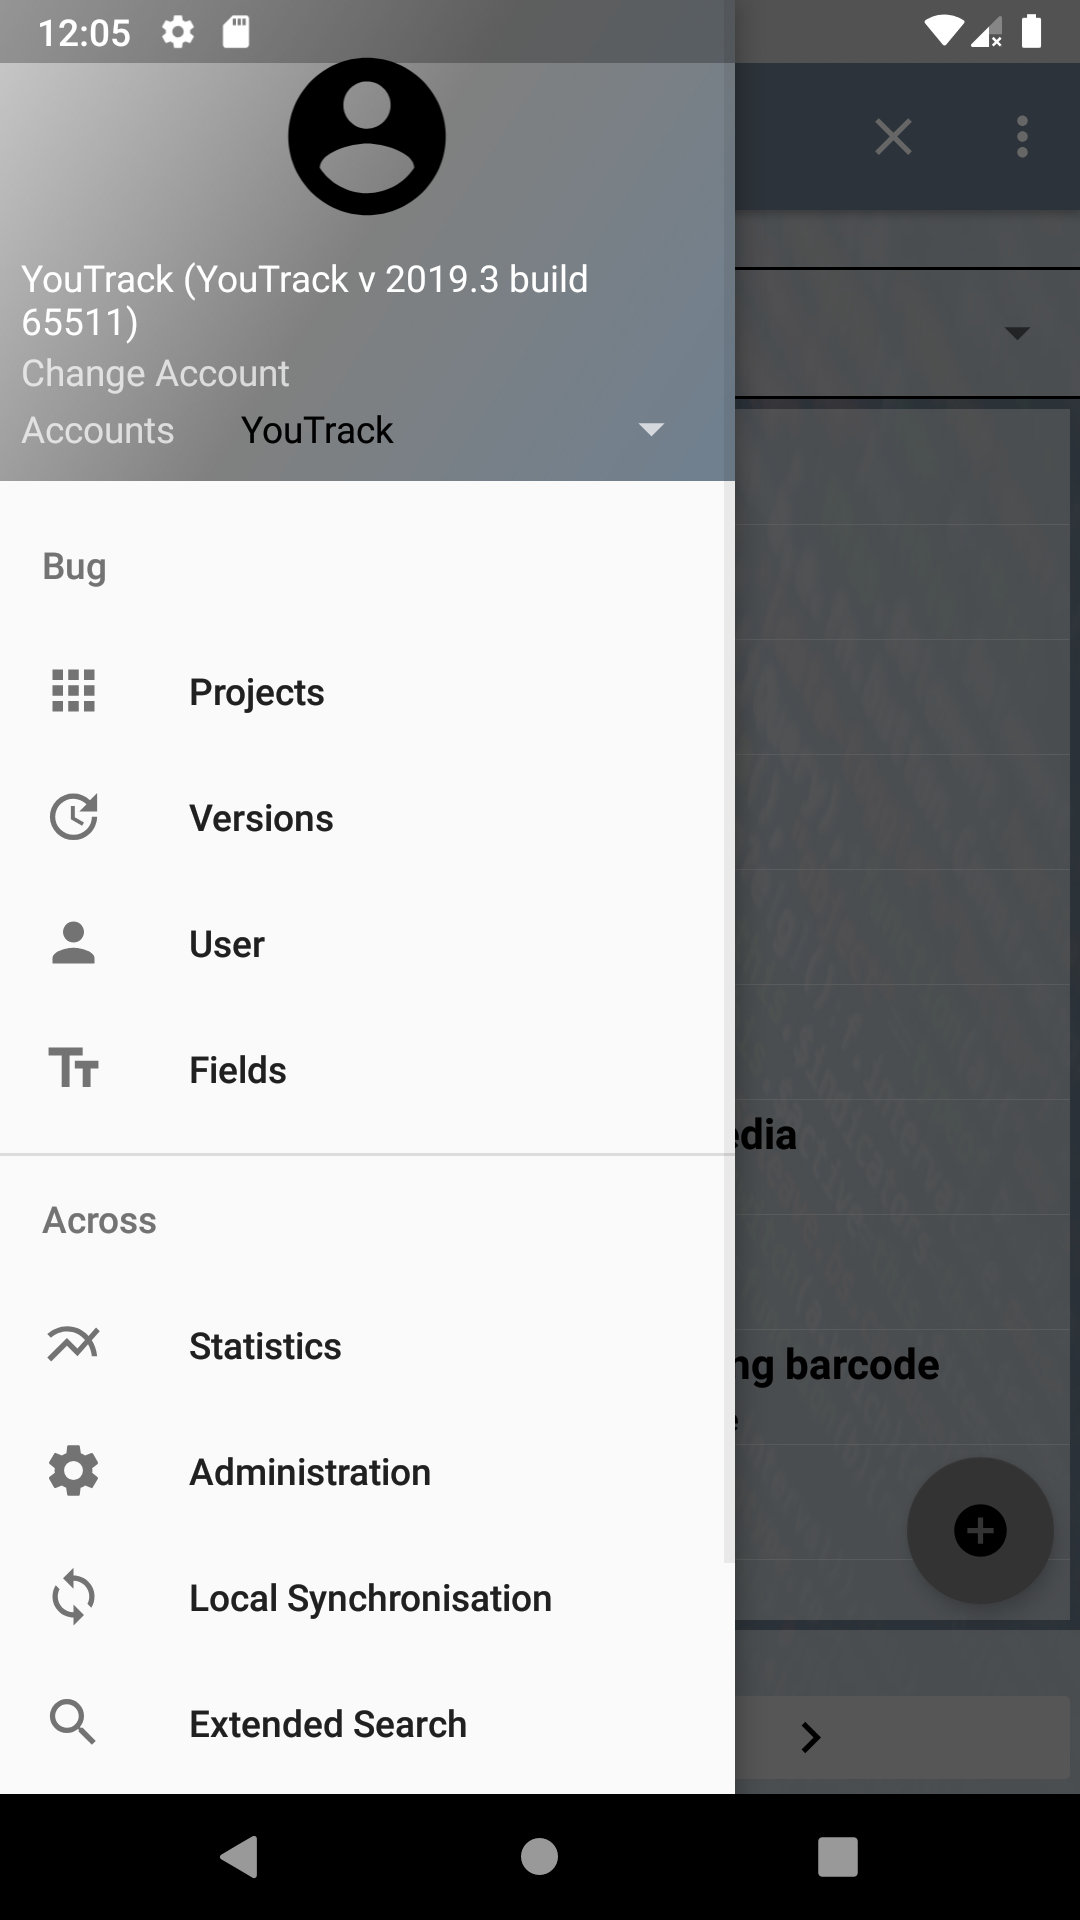 12:05
YouTrack (YouTrack v 2019.3 build
65511)
Change Account
Accounts YouTrack
Bug
Projects
Versions
User
Fields
edia
Across
Statistics
ng barcode
Administration
Local Synchronisation
Extended Search